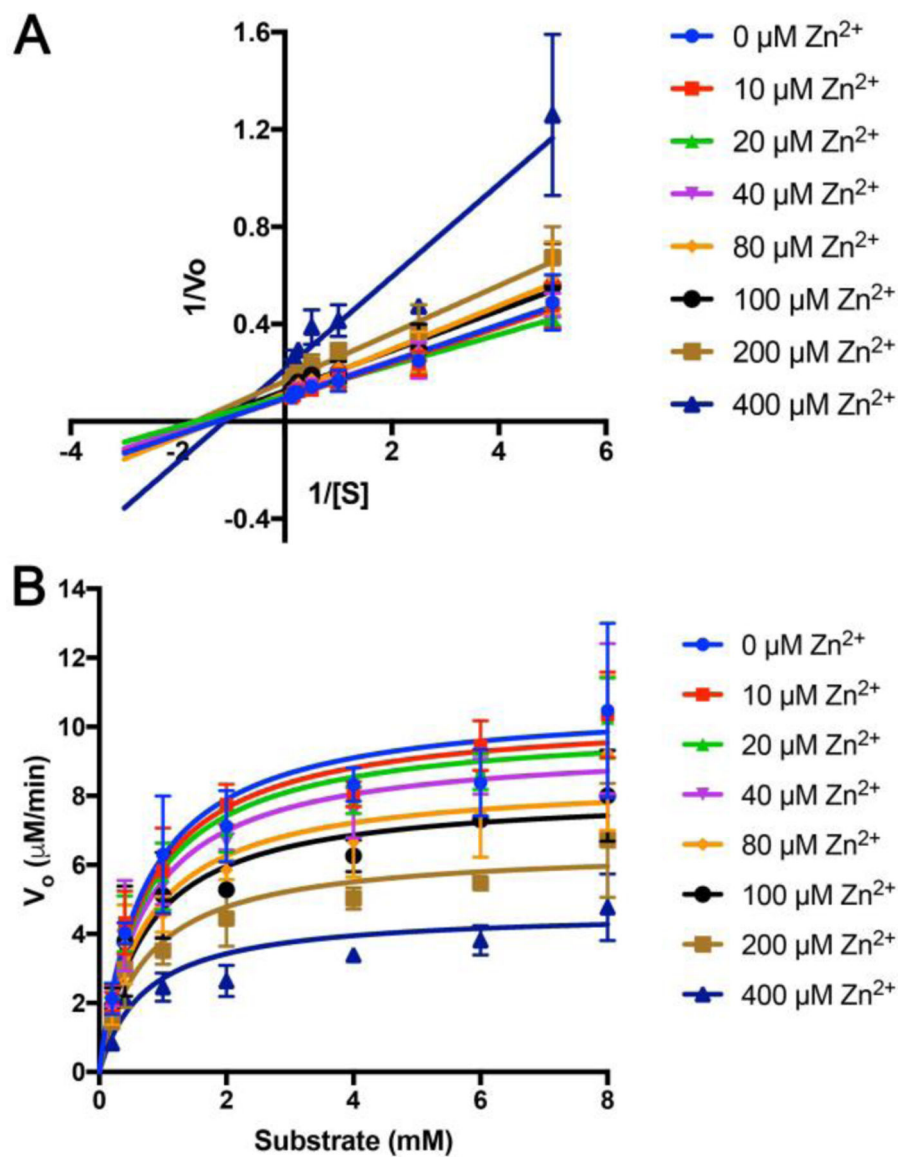 A
1.6
1.2
0.8
0.4
-0.4
-4
-2
2
4
6
1/Vo
1/[S]
0 µM Zn²⁺
10 µM Zn²⁺
20 µM Zn²⁺
40 µM Zn²⁺
80 µM Zn²⁺
100 µM Zn²⁺
200 µM Zn²⁺
400 µM Zn²⁺
B
14
12
10
8
6
4
2
0
0
2
4
6
8
Vₒ (µM/min)
Substrate (mM)
0 µM Zn²⁺
10 µM Zn²⁺
20 µM Zn²⁺
40 µM Zn²⁺
80 µM Zn²⁺
100 µM Zn²⁺
200 µM Zn²⁺
400 µM Zn²⁺